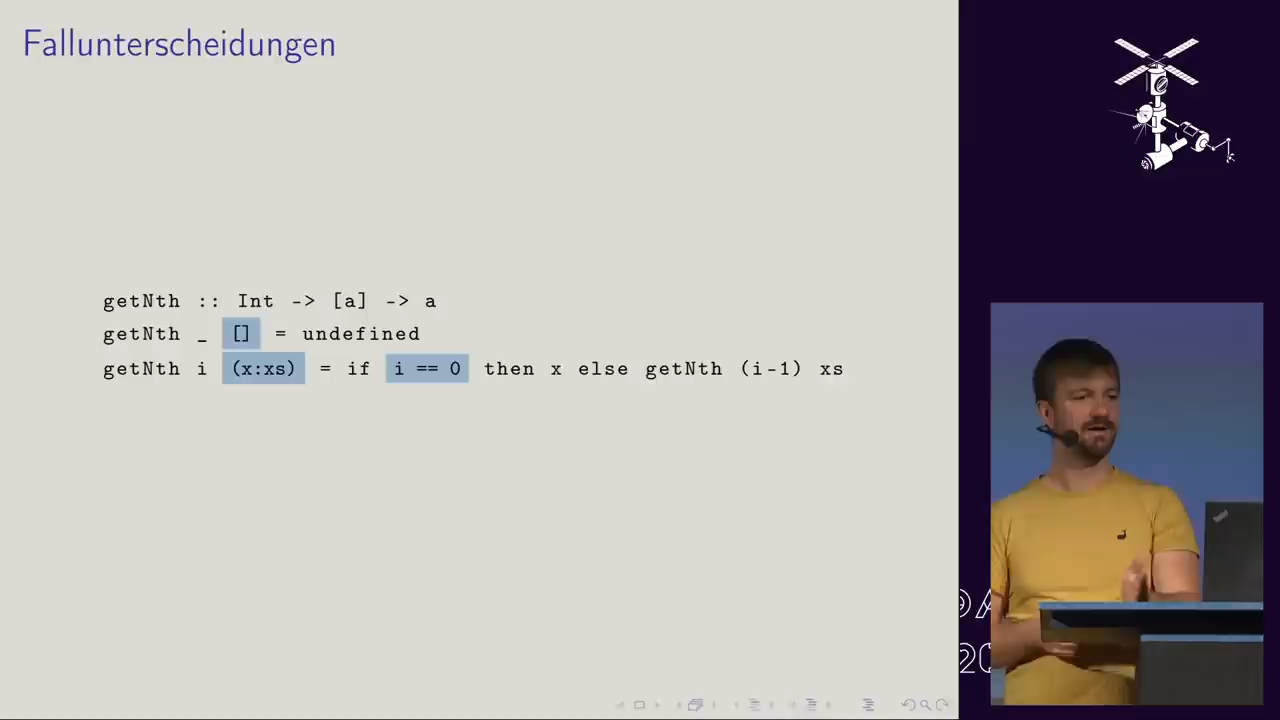 Fallunterscheidungen
getNth :: Int -> [a] -> a
getNth _ [] = undefined
getNth i (x:xs) = if i == 0 then x else getNth (i-1) xs